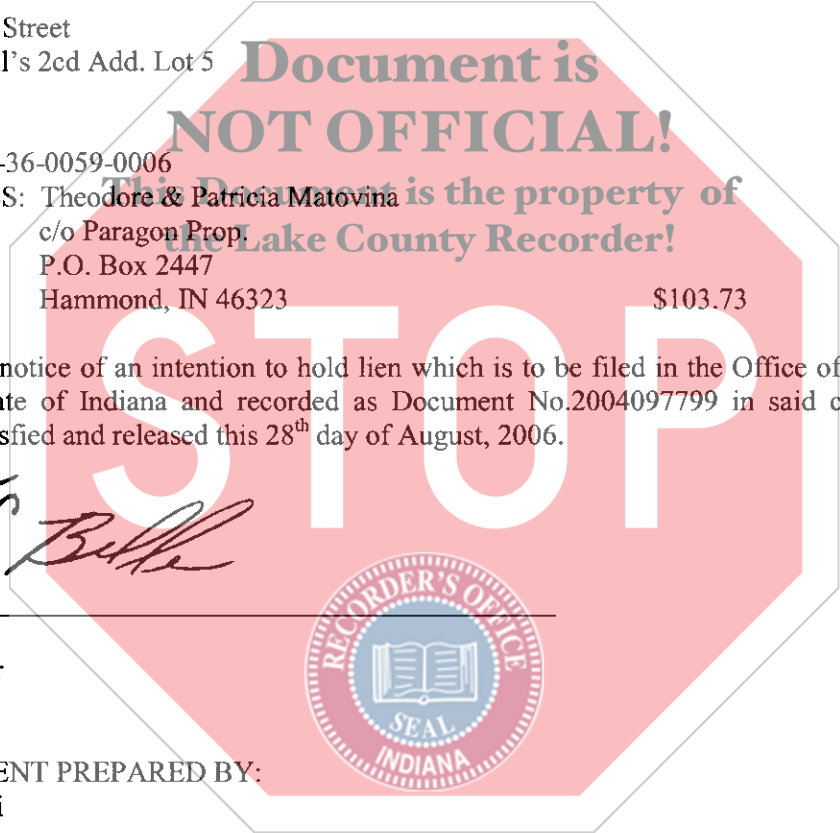 Street
l's 2cd Add. Lot 5
Document is
NOT OFFICIAL!
-36-0059-0006
This Document is the property of
S: Theodore & Patricia Matovina
the Lake County Recorder!
c/o Paragon Prop.
P.O. Box 2447
Hammond, IN 46323 $103.73
STOP
notice of an intention to hold lien which is to be filed in the Office of
te of Indiana and recorded as Document No.2004097799 in said c
sfied and released this 28th day of August, 2006.
RECORDER'S OFFICE
SEAL
INDIANA
ENT PREPARED BY:
i